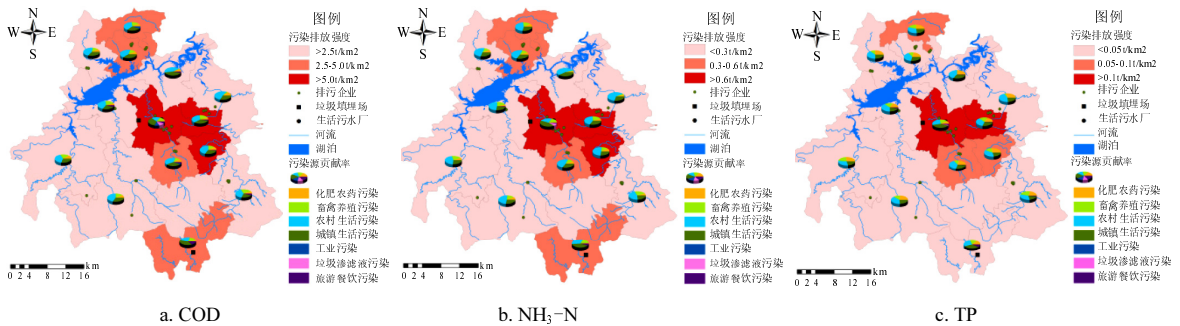 N
W E
S
图例
污染排放强度
>2.5t/km2
2.5-5.0t/km2
>5.0t/km2
排污企业
垃圾填埋场
生活污水厂
河流
湖泊
污染源贡献率
化肥农药污染
畜禽养殖污染
农村生活污染
城镇生活污染
工业污染
垃圾渗滤液污染
旅游餐饮污染
km
0 2 4 8 12 16
a. COD
N
W E
S
图例
污染排放强度
<0.3t/km2
0.3-0.6t/km2
>0.6t/km2
排污企业
垃圾填埋场
生活污水厂
河流
湖泊
污染源贡献率
化肥农药污染
畜禽养殖污染
农村生活污染
城镇生活污染
工业污染
垃圾渗滤液污染
旅游餐饮污染
km
0 2 4 8 12 16
b. NH₃-N
N
W E
S
图例
污染排放强度
<0.05t/km2
0.05-0.1t/km2
>0.1t/km2
排污企业
垃圾填埋场
生活污水厂
河流
湖泊
污染源贡献率
化肥农药污染
畜禽养殖污染
农村生活污染
城镇生活污染
工业污染
垃圾渗滤液污染
旅游餐饮污染
km
0 2 4 8 12 16
c. TP